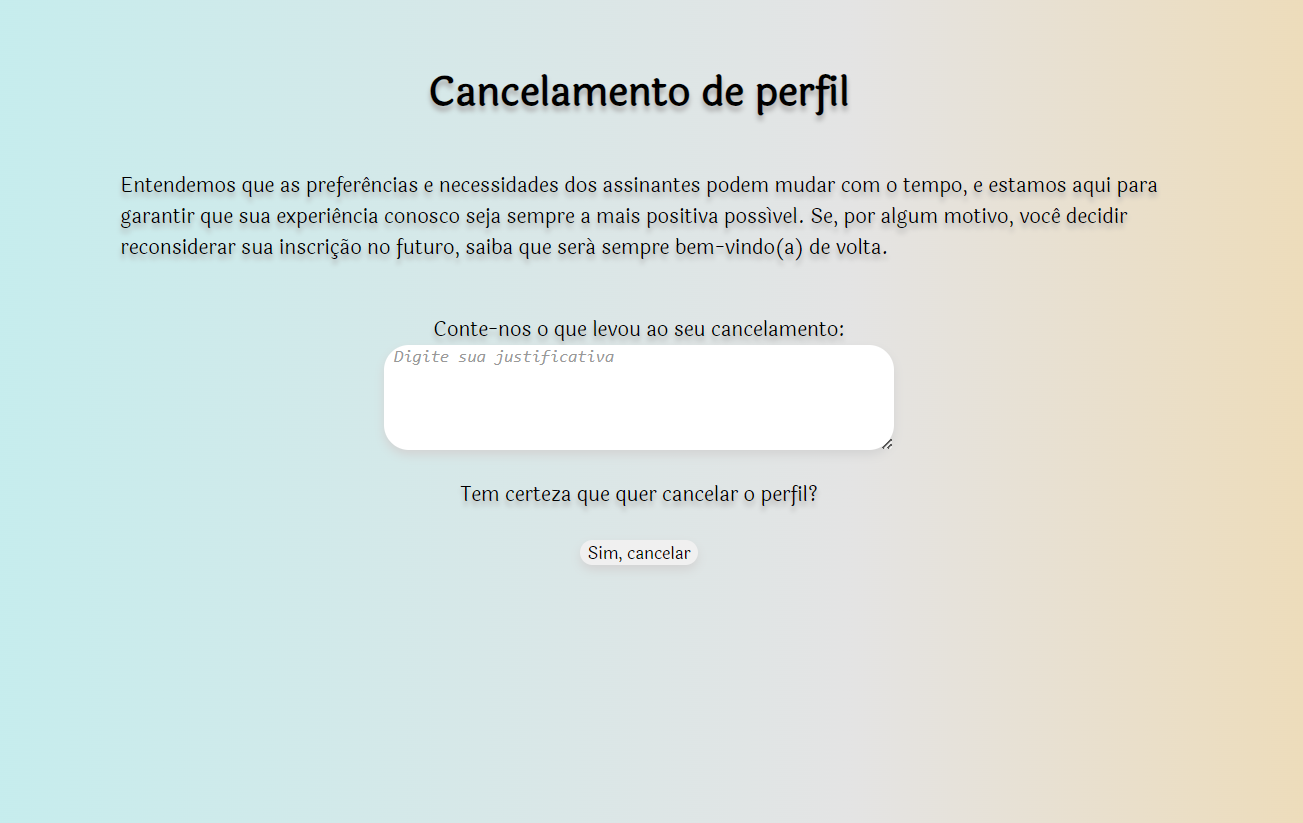 Cancelamento de perfil
Entendemos que as preferências e necessidades dos assinantes podem mudar com o tempo, e estamos aqui para
garantir que sua experiência conosco seja sempre a mais positiva possìvel. Se, por algum motivo, você decidir
reconsiderar sua inscrição no futuro, saiba que serà sempre bem-vindo(a) de volta.
Conte-nos o que levou ao seu cancelamento:
Digite sua justificativa
Tem certeza que quer cancelar o perfil?
Sim, cancelar